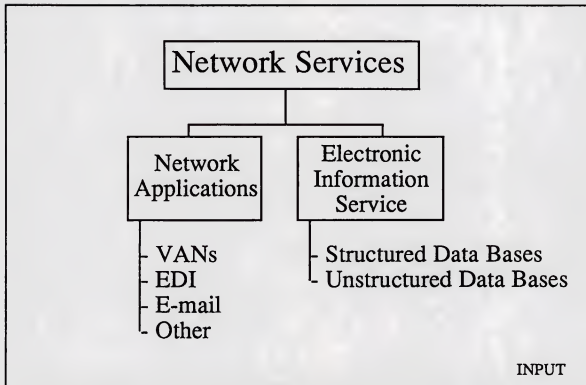 Network Services
Network
Applications
- VANs
- EDI
- E-mail
- Other
Electronic
Information
Service
- Structured Data Bases
- Unstructured Data Bases
INPUT